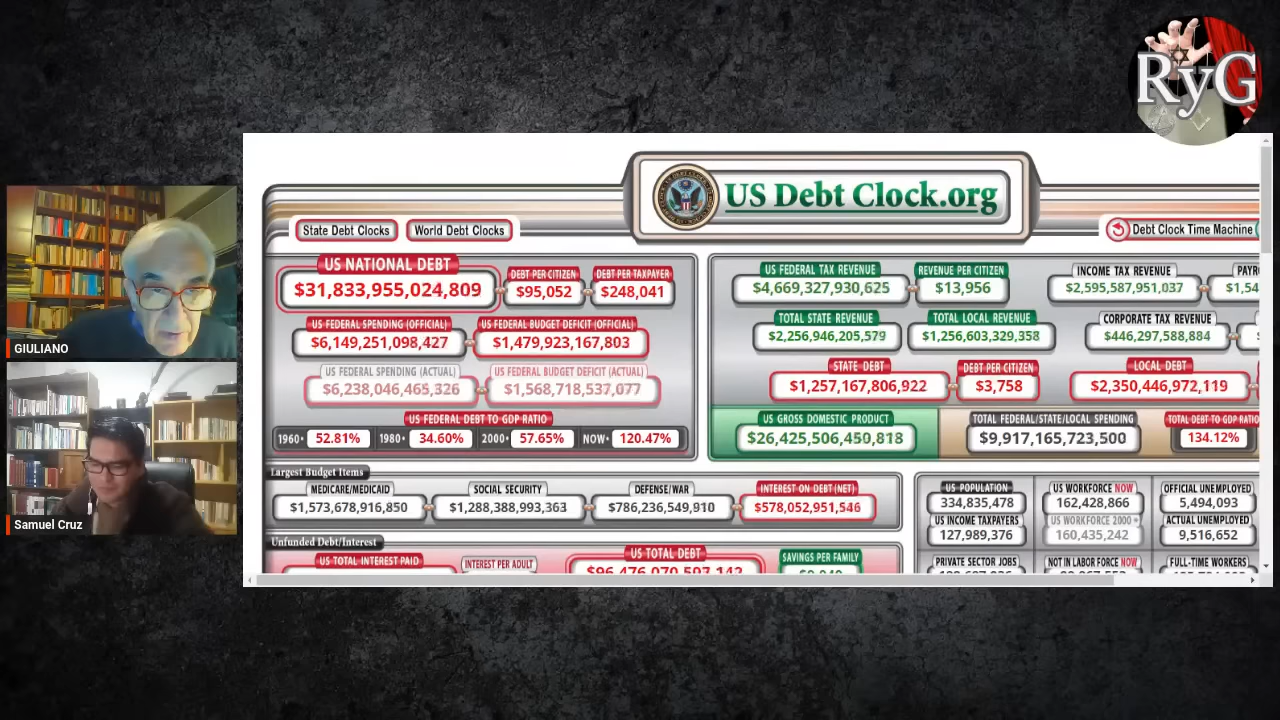 RyG
US Debt Clock.org
State Debt Clocks
World Debt Clocks
Debt Clock Time Machine
US NATIONAL DEBT
$31,833,955,024,809
DEBT PER CITIZEN
$95,052
DEBT PER TAXPAYER
$248,041
US FEDERAL SPENDING (OFFICIAL)
$6,149,251,098,427
US FEDERAL BUDGET DEFICIT (OFFICIAL)
$1,479,923,167,803
US FEDERAL SPENDING (ACTUAL)
$6,238,046,465,326
US FEDERAL BUDGET DEFICIT (ACTUAL)
$1,568,718,537,077
US FEDERAL DEBT TO GDP RATIO
1960• 52.81% 1980• 34.60% 2000• 57.65% NOW• 120.47%
US FEDERAL TAX REVENUE
$4,669,327,930,625
REVENUE PER CITIZEN
$13,956
INCOME TAX REVENUE
$2,595,587,951,037
PAYR
$1,54
TOTAL STATE REVENUE
$2,256,946,205,579
TOTAL LOCAL REVENUE
$1,256,603,329,358
CORPORATE TAX REVENUE
$446,297,588,884
STATE DEBT
$1,257,167,806,922
DEBT PER CITIZEN
$3,758
LOCAL DEBT
$2,350,446,972,119
US GROSS DOMESTIC PRODUCT
$26,425,506,450,818
TOTAL FEDERAL/STATE/LOCAL SPENDING
$9,917,165,723,500
TOTAL DEBT TO GDP RATIO
134.12%
Largest Budget Items
MEDICARE/MEDICAID
$1,573,678,916,850
SOCIAL SECURITY
$1,288,388,993,363
DEFENSE/WAR
$786,236,549,910
INTEREST ON DEBT (NET)
$578,052,951,546
Unfunded Debt/Interest
US TOTAL INTEREST PAID
INTEREST PER ADULT
US TOTAL DEBT
$96,476,070,507,142
SAVINGS PER FAMILY
US POPULATION
334,835,478
US WORKFORCE NOW
162,428,866
OFFICIAL UNEMPLOYED
5,494,093
US INCOME TAXPAYERS
127,989,376
US WORKFORCE 2000
160,435,242
ACTUAL UNEMPLOYED
9,516,652
PRIVATE SECTOR JOBS
NOT IN LABOR FORCE NOW
FULL-TIME WORKERS
GIULIANO
Samuel Cruz